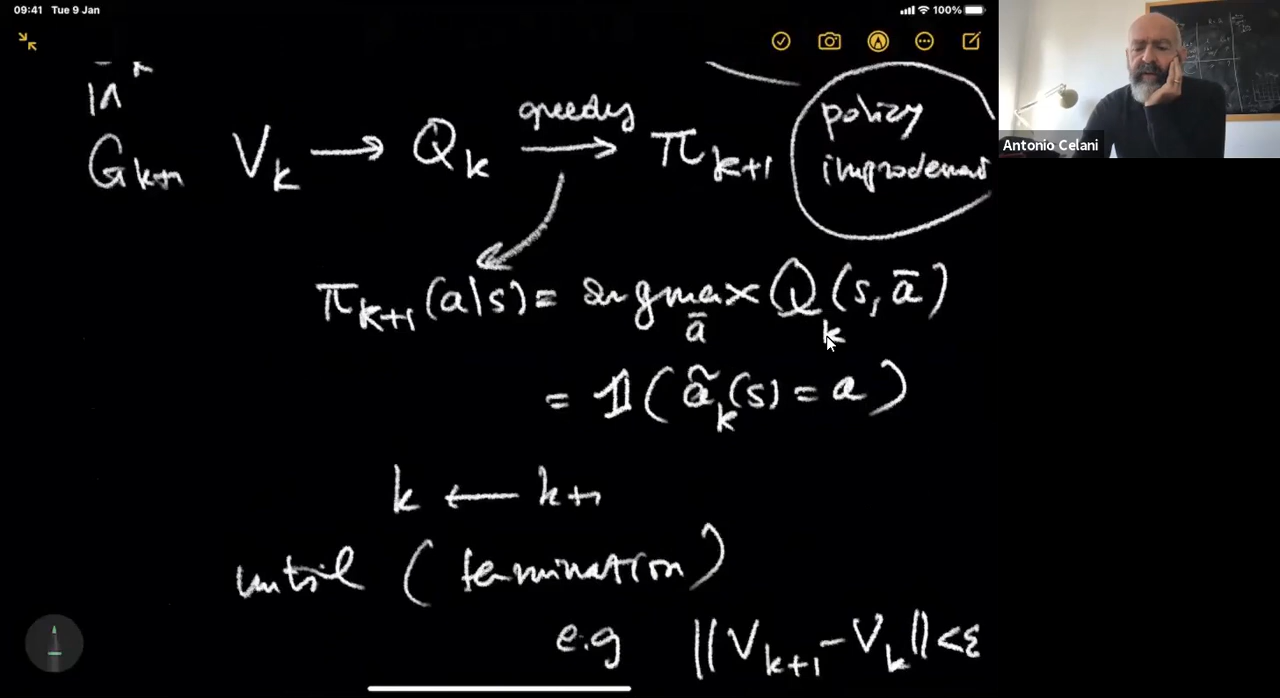 09:41 Tue 9 Jan
100%
Antonio Celani
greedy
policy
improvement
G_{k+1} V_k → Q_k → π_{k+1}
π_{k+1}(a|s) = argmax_ā Q_k(s, ā)
= 𝟙(ã_k(s) = a)
k ← k+1
until (termination)
e.g ||V_{k+1} - V_k|| < ε